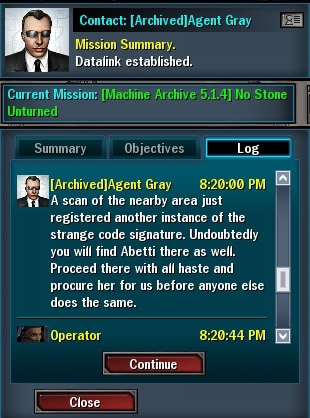 Contact: [Archived]Agent Gray
Mission Summary.
Datalink established.
Current Mission: [Machine Archive 5.1.4] No Stone
Unturned
Summary Objectives Log
[Archived]Agent Gray 8:20:00 PM
A scan of the nearby area just
registered another instance of the
strange code signature. Undoubtedly
you will find Abetti there as well.
Proceed there with all haste and
procure her for us before anyone else
does the same.
Operator 8:20:44 PM
Continue
Close